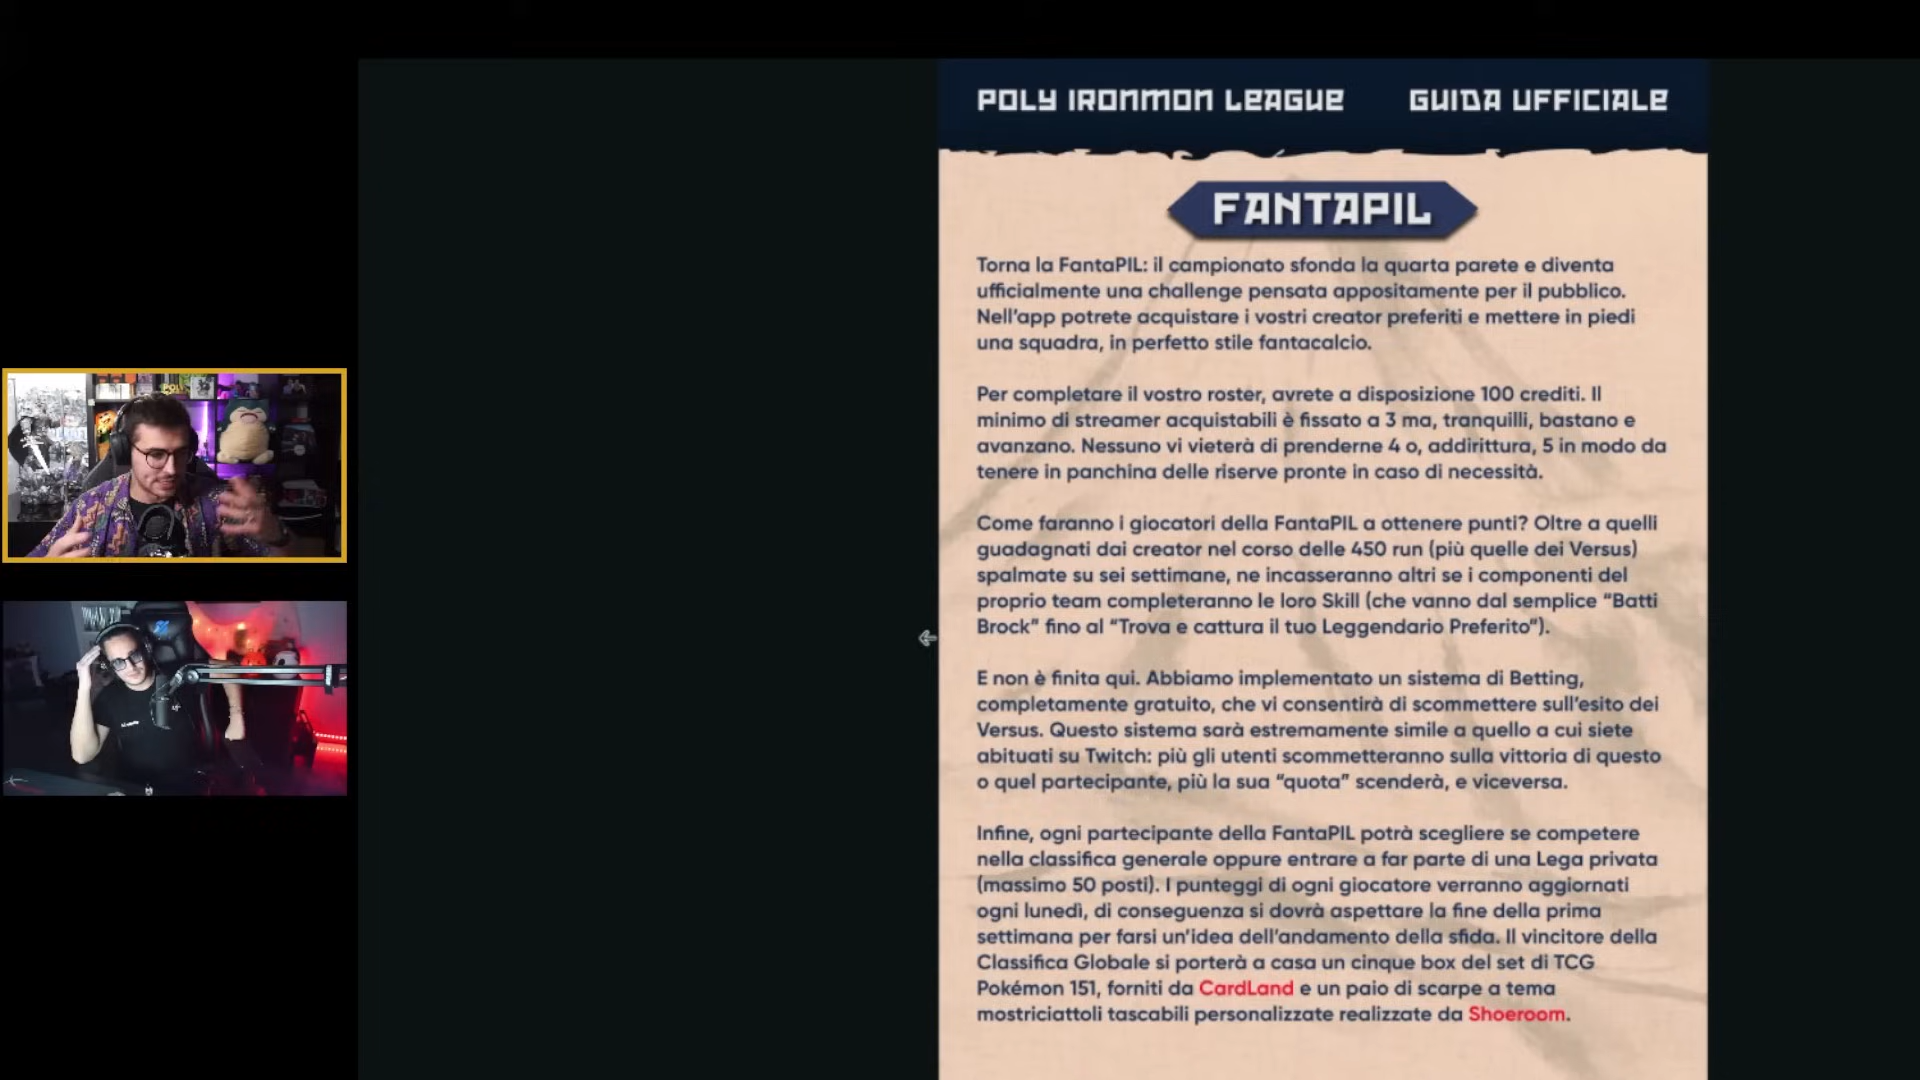 POLY IRONMON LEAGUE GUIDA UFFICIALE
FANTAPIL
Torna la FantaPIL: il campionato sfonda la quarta parete e diventa
ufficialmente una challenge pensata appositamente per il pubblico.
Nell'app potrete acquistare i vostri creator preferiti e mettere in piedi
una squadra, in perfetto stile fantacalcio.
Per completare il vostro roster, avrete a disposizione 100 crediti. Il
minimo di streamer acquistabili è fissato a 3 ma, tranquilli, bastano e
avanzano. Nessuno vi vieterà di prenderne 4 o, addirittura, 5 in modo da
tenere in panchina delle riserve pronte in caso di necessità.
Come faranno i giocatori della FantaPIL a ottenere punti? Oltre a quelli
guadagnati dai creator nel corso delle 450 run (più quelle dei Versus)
spalmate su sei settimane, ne incasseranno altri se i componenti del
proprio team completeranno le loro Skill (che vanno dal semplice “Batti
Brock” fino al “Trova e cattura il tuo Leggendario Preferito“).
E non è finita qui. Abbiamo implementato un sistema di Betting,
completamente gratuito, che vi consentirà di scommettere sull'esito dei
Versus. Questo sistema sarà estremamente simile a quello a cui siete
abituati su Twitch: più gli utenti scommetteranno sulla vittoria di questo
o quel partecipante, più la sua “quota” scenderà, e viceversa.
Infine, ogni partecipante della FantaPIL potrà scegliere se competere
nella classifica generale oppure entrare a far parte di una Lega privata
(massimo 50 posti). I punteggi di ogni giocatore verranno aggiornati
ogni lunedì, di conseguenza si dovrà aspettare la fine della prima
settimana per farsi un'idea dell'andamento della sfida. Il vincitore della
Classifica Globale si porterà a casa un cinque box del set di TCG
Pokémon 151, forniti da CardLand e un paio di scarpe a tema
mostriciattoli tascabili personalizzate realizzate da Shoeroom.